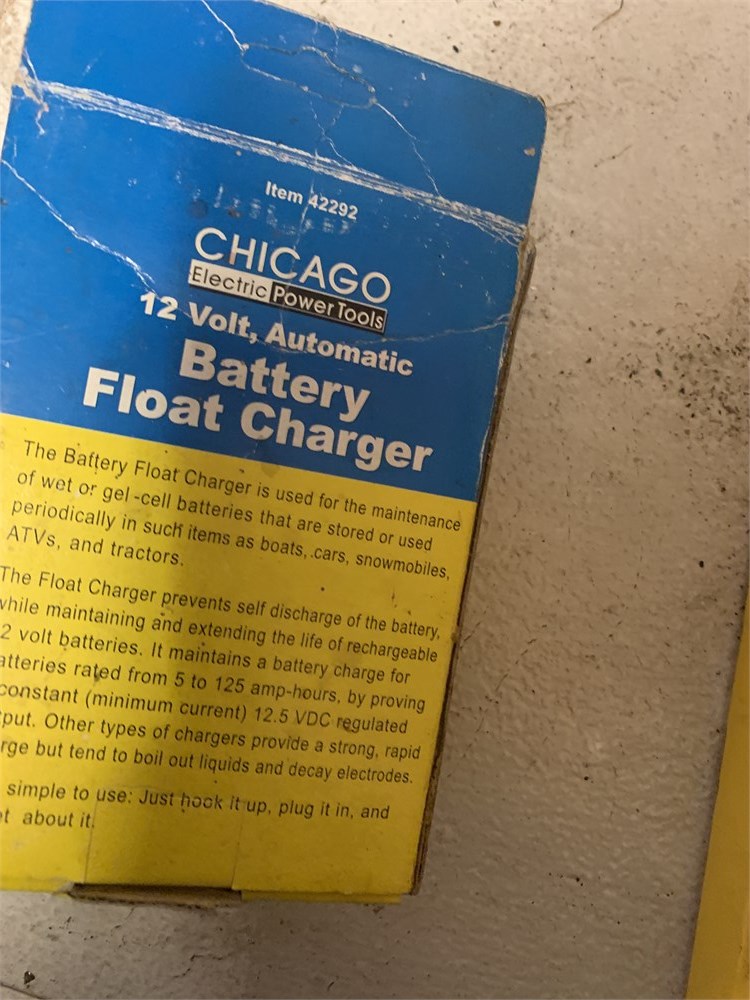 Item 42292
CHICAGO
Electric Power Tools
12 Volt, Automatic
Battery
Float Charger
The Battery Float Charger is used for the maintenance
of wet or gel-cell batteries that are stored or used
periodically in such items as boats, cars, snowmobiles,
ATVs, and tractors.
The Float Charger prevents self discharge of the battery,
while maintaining and extending the life of rechargeable
2 volt batteries. It maintains a battery charge for
atteries rated from 5 to 125 amp-hours, by proving
constant (minimum current) 12.5 VDC regulated
tput. Other types of chargers provide a strong, rapid
rge but tend to boil out liquids and decay electrodes.
simple to use: Just hook it up, plug it in, and
et about it.